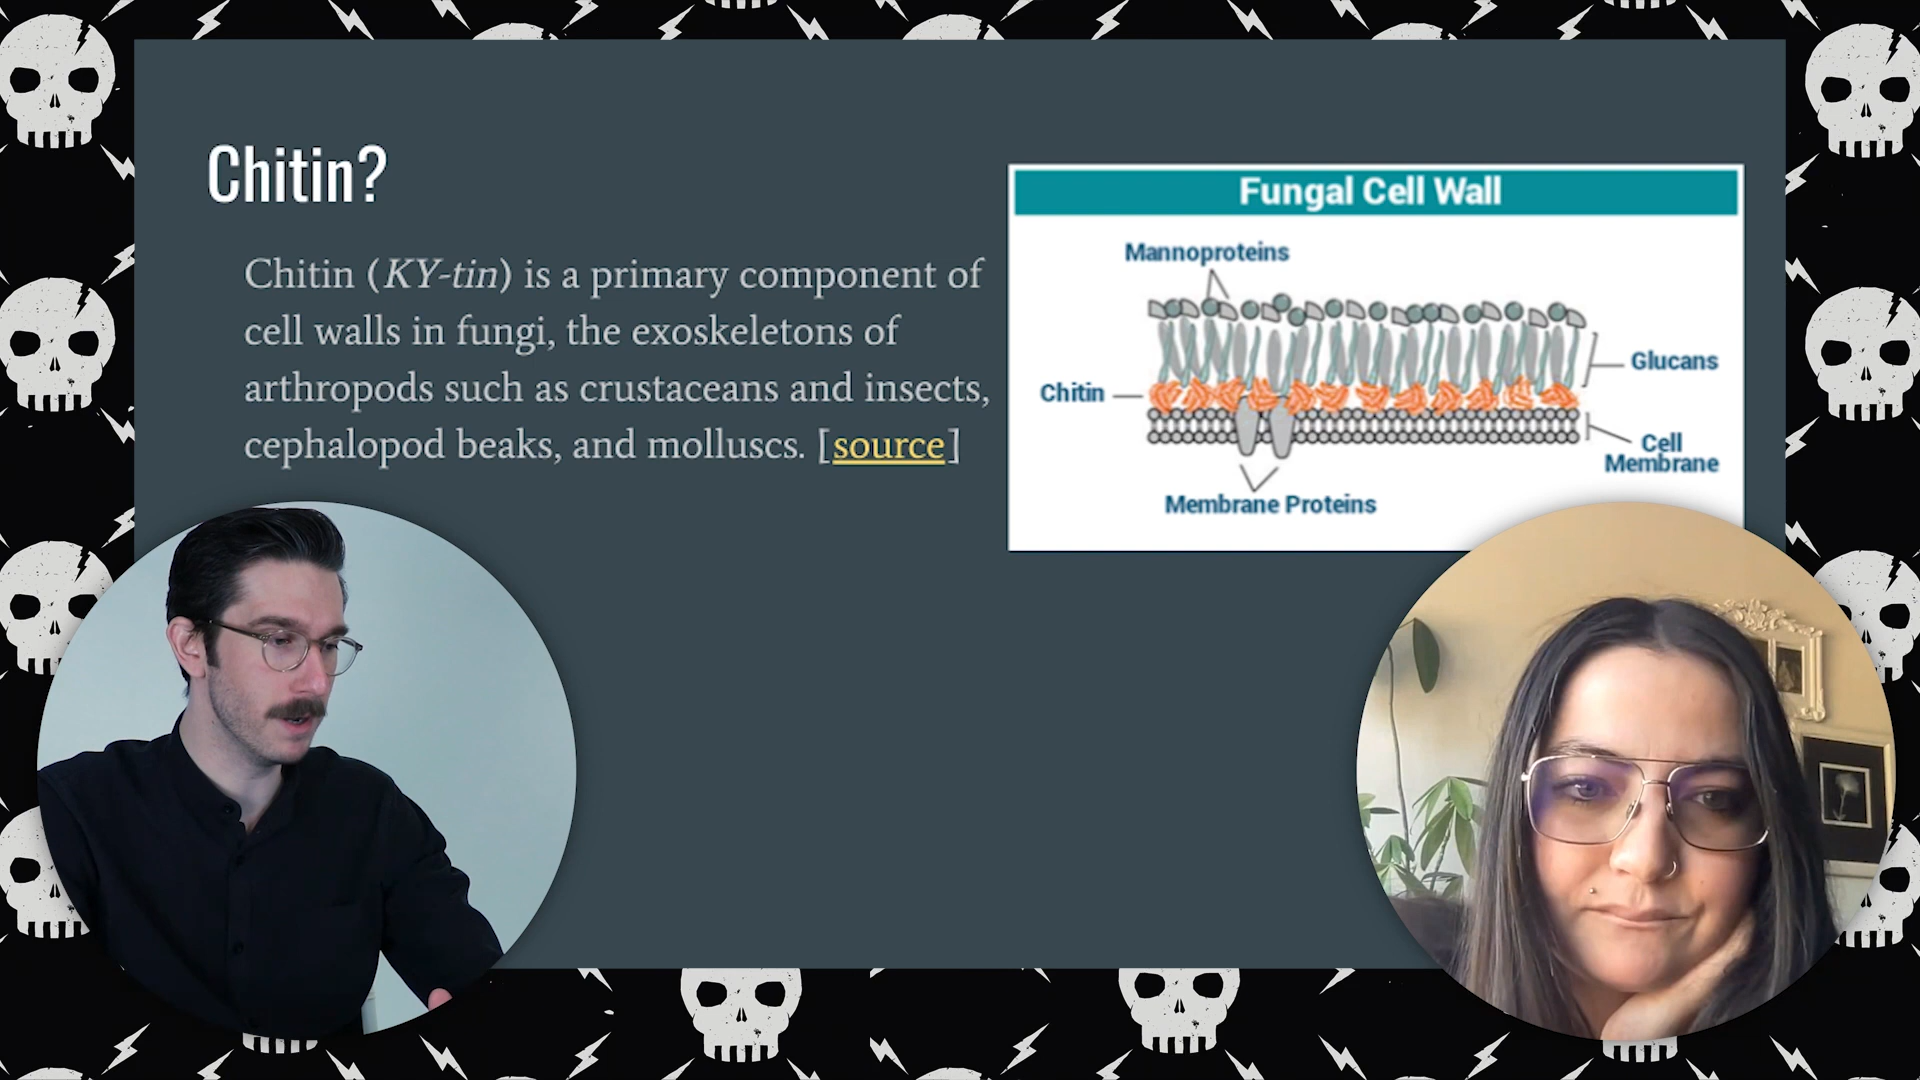 Chitin?
Chitin (KY-tin) is a primary component of
cell walls in fungi, the exoskeletons of
arthropods such as crustaceans and insects,
cephalopod beaks, and molluscs. [source]
Fungal Cell Wall
Mannoproteins
Glucans
Chitin
Cell
Membrane
Membrane Proteins